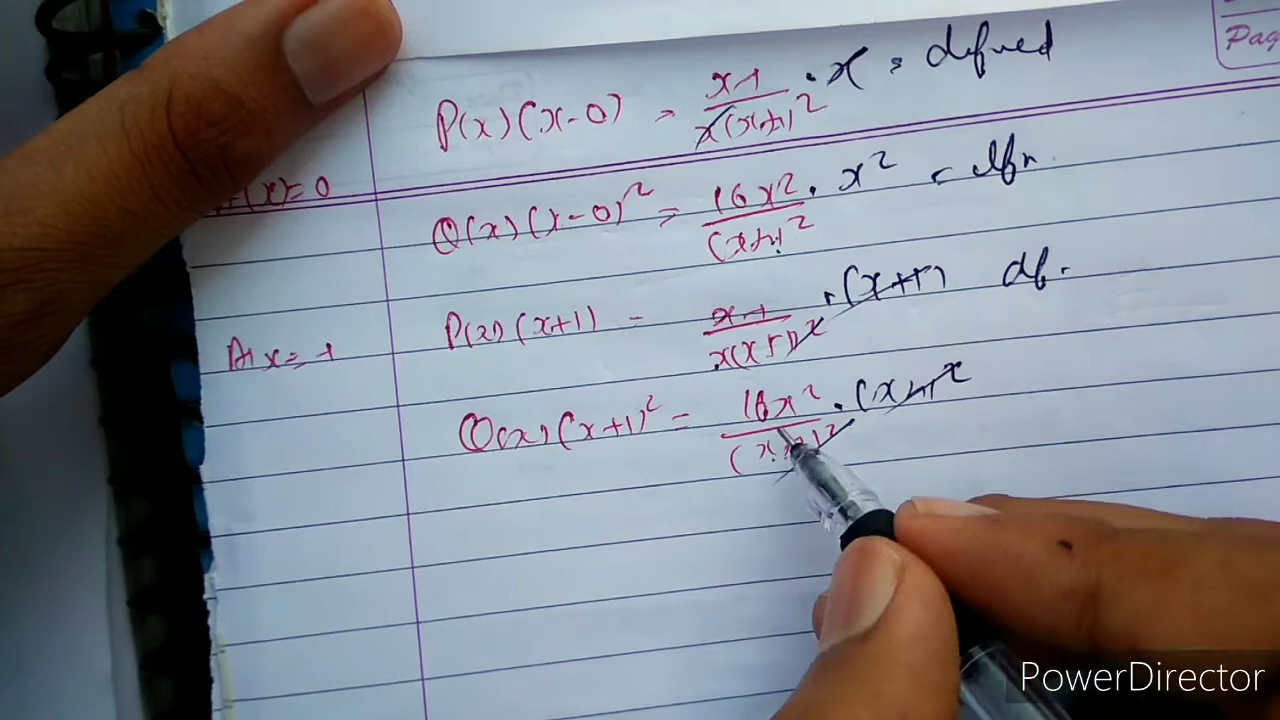 Pag
P(x)(x-0) = x-1/x(x+1)² · x = defined
(x)=0
Q(x)(x-0)² = 16x²/(x+1)² · x² = dfn.
P(x)(x+1) = x-1/x(x+1)² · (x+1) df.
At x=-1
Q(x)(x+1)² = 16x²/(x+1)² · (x+1)²
PowerDirector